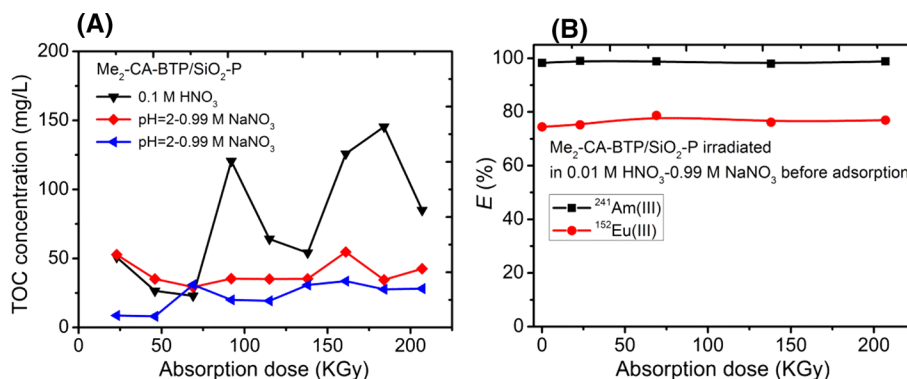 (A)
200
150
100
50
0
TOC concentration (mg/L)
Me₂-CA-BTP/SiO₂-P
0.1 M HNO₃
pH=2-0.99 M NaNO₃
pH=2-0.99 M NaNO₃
0 50 100 150 200
Absorption dose (KGy)
(B)
100
80
60
40
20
0
E (%)
Me₂-CA-BTP/SiO₂-P irradiated
in 0.01 M HNO₃-0.99 M NaNO₃ before adsorption
²⁴¹Am(III)
¹⁵²Eu(III)
0 50 100 150 200
Absorption dose (KGy)